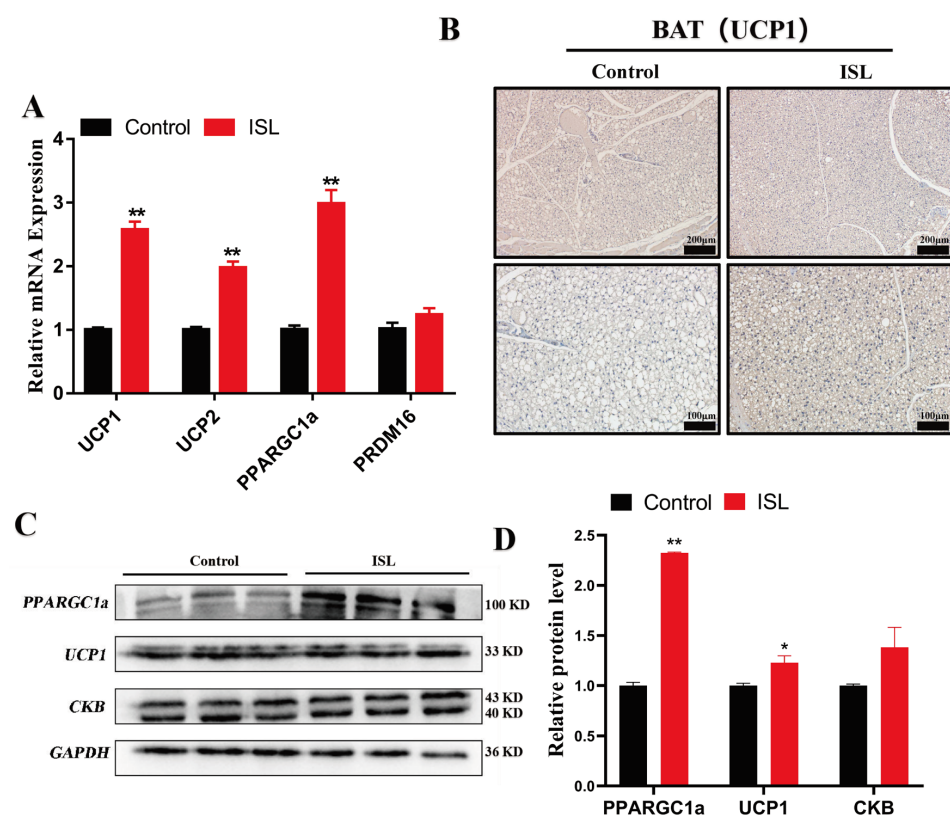 A
Control ISL
Relative mRNA Expression
4
3
2
1
0
**
**
**
UCP1
UCP2
PPARGC1a
PRDM16
B
BAT（UCP1）
Control ISL
200μm 200μm
100μm 100μm
C
Control ISL
PPARGC1a 100 KD
UCP1 33 KD
CKB 43 KD
40 KD
GAPDH 36 KD
D
Control ISL
Relative protein level
2.5
2.0
1.5
1.0
0.5
0.0
**
*
PPARGC1a UCP1 CKB